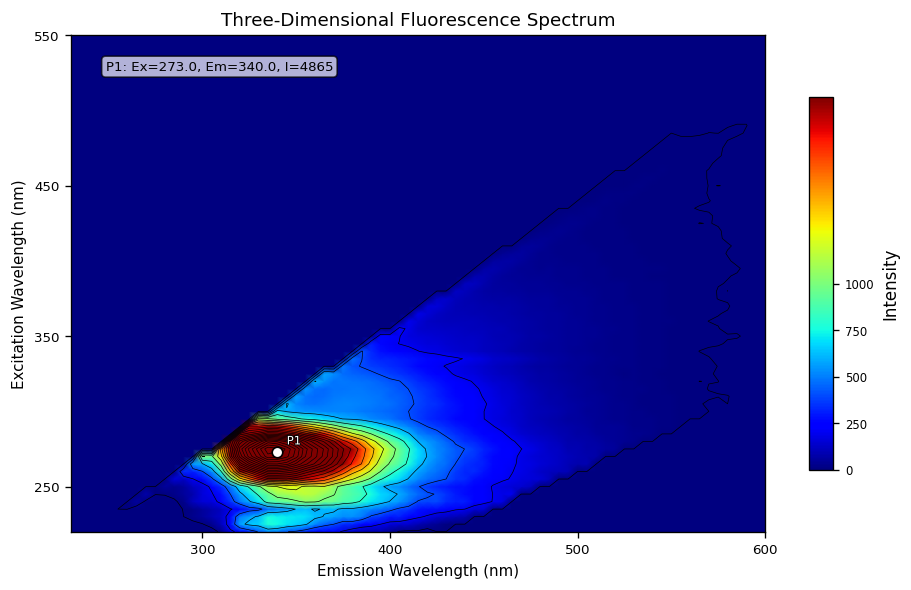 Three-Dimensional Fluorescence Spectrum
550
P1: Ex=273.0, Em=340.0, I=4865
450
350
250
P1
300
400
500
600
Excitation Wavelength (nm)
Emission Wavelength (nm)
1000
750
500
250
0
Intensity